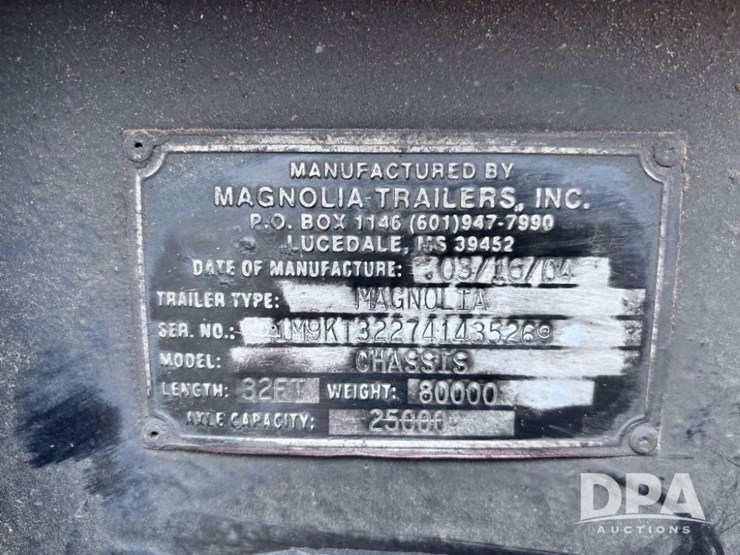 MANUFACTURED BY
MAGNOLIA TRAILERS, INC.
P.O. BOX 1146 (601)947-7990
LUCEDALE, MS 39452
DATE OF MANUFACTURE: 03/16/04
TRAILER TYPE: MAGNOLIA
SER. NO.: 1M9KT322741435269
MODEL: CHASSIS
LENGTH: 32FT WEIGHT: 80000
AXLE CAPACITY: 25000
DPA
AUCTIONS